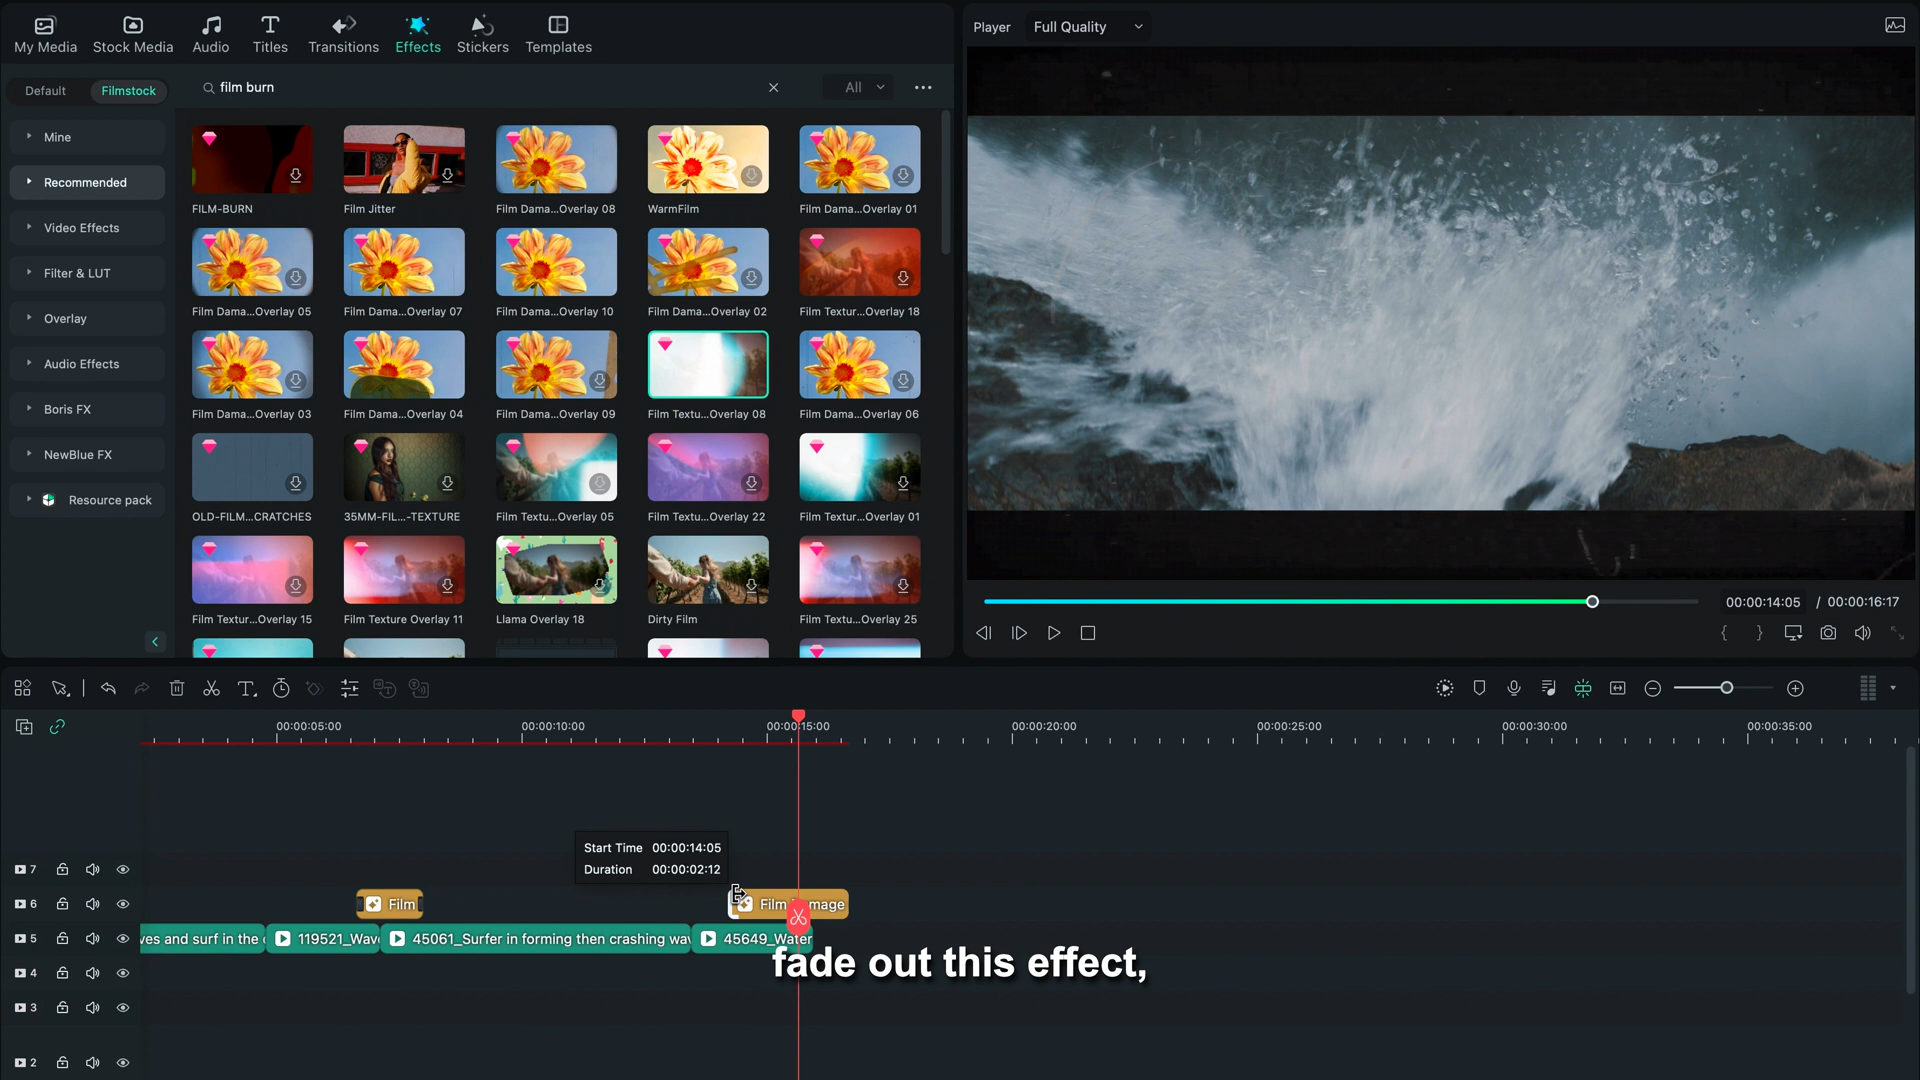 My Media
Stock Media
Audio
Titles
Transitions
Effects
Stickers
Templates
Player
Full Quality
Default
Filmstock
film burn
All
Mine
Recommended
Video Effects
Filter & LUT
Overlay
Audio Effects
Boris FX
NewBlue FX
Resource pack
FILM-BURN
Film Jitter
Film Dama...Overlay 08
WarmFilm
Film Dama...Overlay 01
Film Dama...Overlay 05
Film Dama...Overlay 07
Film Dama...Overlay 10
Film Dama...Overlay 02
Film Textur...Overlay 18
Film Dama...Overlay 03
Film Dama...Overlay 04
Film Dama...Overlay 09
Film Textu...Overlay 08
Film Dama...Overlay 06
OLD-FILM...CRATCHES
35MM-FIL...-TEXTURE
Film Textu...Overlay 05
Film Textu...Overlay 22
Film Textur...Overlay 01
Film Textur...Overlay 15
Film Texture Overlay 11
Llama Overlay 18
Dirty Film
Film Textu...Overlay 25
00:00:14:05 / 00:00:16:17
00:00:05:00
00:00:10:00
00:00:15:00
00:00:20:00
00:00:25:00
00:00:30:00
00:00:35:00
Start Time 00:00:14:05
Duration 00:00:02:12
7
6
Film
Film
mage
5
ves and surf in the
119521_Wav
45061_Surfer in forming then crashing wav
45649_Water
fade out this effect,
4
3
2